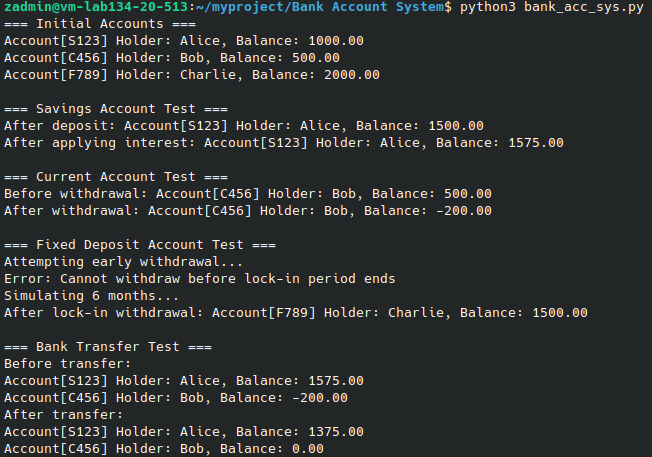 zadmin@vm-lab134-20-513:~/myproject/Bank Account System$ python3 bank_acc_sys.py
=== Initial Accounts ===
Account[S123] Holder: Alice, Balance: 1000.00
Account[C456] Holder: Bob, Balance: 500.00
Account[F789] Holder: Charlie, Balance: 2000.00

=== Savings Account Test ===
After deposit: Account[S123] Holder: Alice, Balance: 1500.00
After applying interest: Account[S123] Holder: Alice, Balance: 1575.00

=== Current Account Test ===
Before withdrawal: Account[C456] Holder: Bob, Balance: 500.00
After withdrawal: Account[C456] Holder: Bob, Balance: -200.00

=== Fixed Deposit Account Test ===
Attempting early withdrawal...
Error: Cannot withdraw before lock-in period ends
Simulating 6 months...
After lock-in withdrawal: Account[F789] Holder: Charlie, Balance: 1500.00

=== Bank Transfer Test ===
Before transfer:
Account[S123] Holder: Alice, Balance: 1575.00
Account[C456] Holder: Bob, Balance: -200.00
After transfer:
Account[S123] Holder: Alice, Balance: 1375.00
Account[C456] Holder: Bob, Balance: 0.00